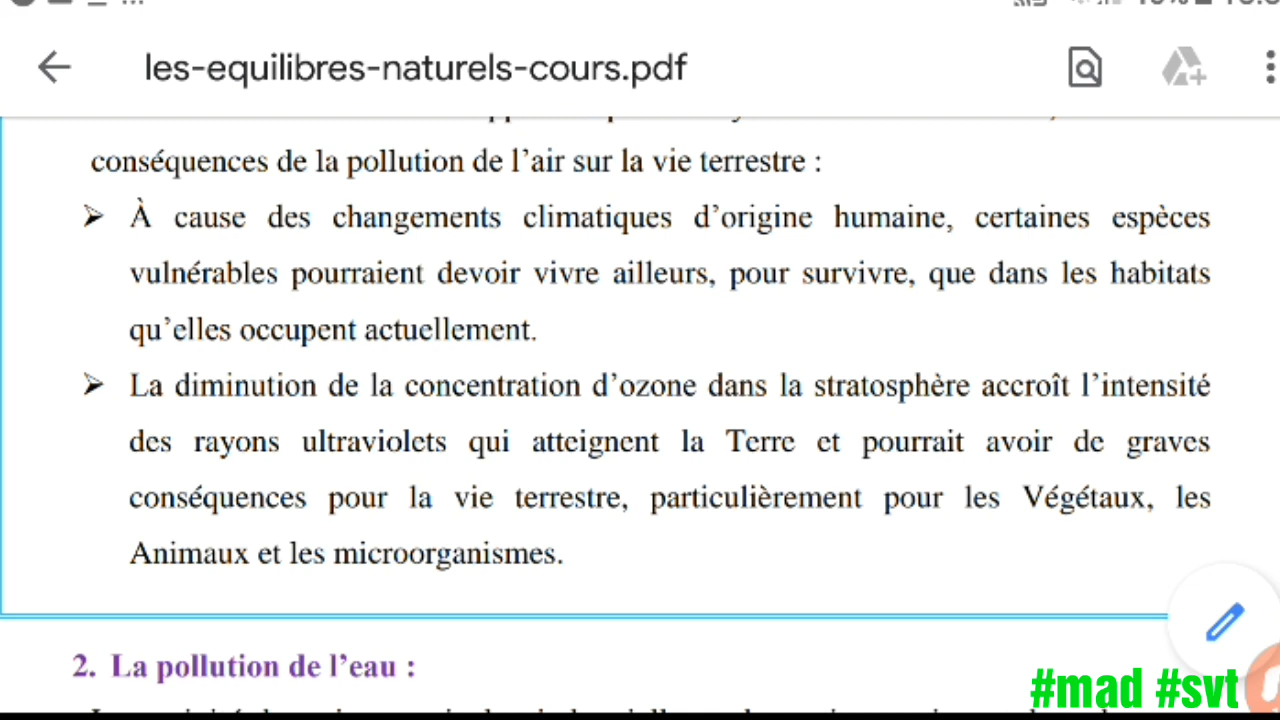 les-equilibres-naturels-cours.pdf
conséquences de la pollution de l'air sur la vie terrestre :
➤ À cause des changements climatiques d'origine humaine, certaines espèces
vulnérables pourraient devoir vivre ailleurs, pour survivre, que dans les habitats
qu'elles occupent actuellement.
➤ La diminution de la concentration d'ozone dans la stratosphère accroît l'intensité
des rayons ultraviolets qui atteignent la Terre et pourrait avoir de graves
conséquences pour la vie terrestre, particulièrement pour les Végétaux, les
Animaux et les microorganismes.
2. La pollution de l'eau :
#mad #svt